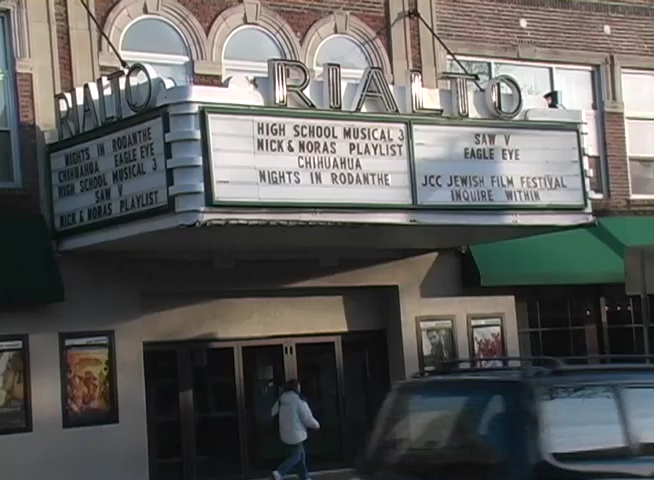 RIALTO
RIALTO
NIGHTS IN RODANTHE
CHIHUAHUA EAGLE EYE
HIGH SCHOOL MUSICAL 3
SAW V
NICK & NORAS PLAYLIST
HIGH SCHOOL MUSICAL 3
NICK & NORAS PLAYLIST
CHIHUAHUA
NIGHTS IN RODANTHE
SAW V
EAGLE EYE
JCC JEWISH FILM FESTIVAL
INQUIRE WITHIN